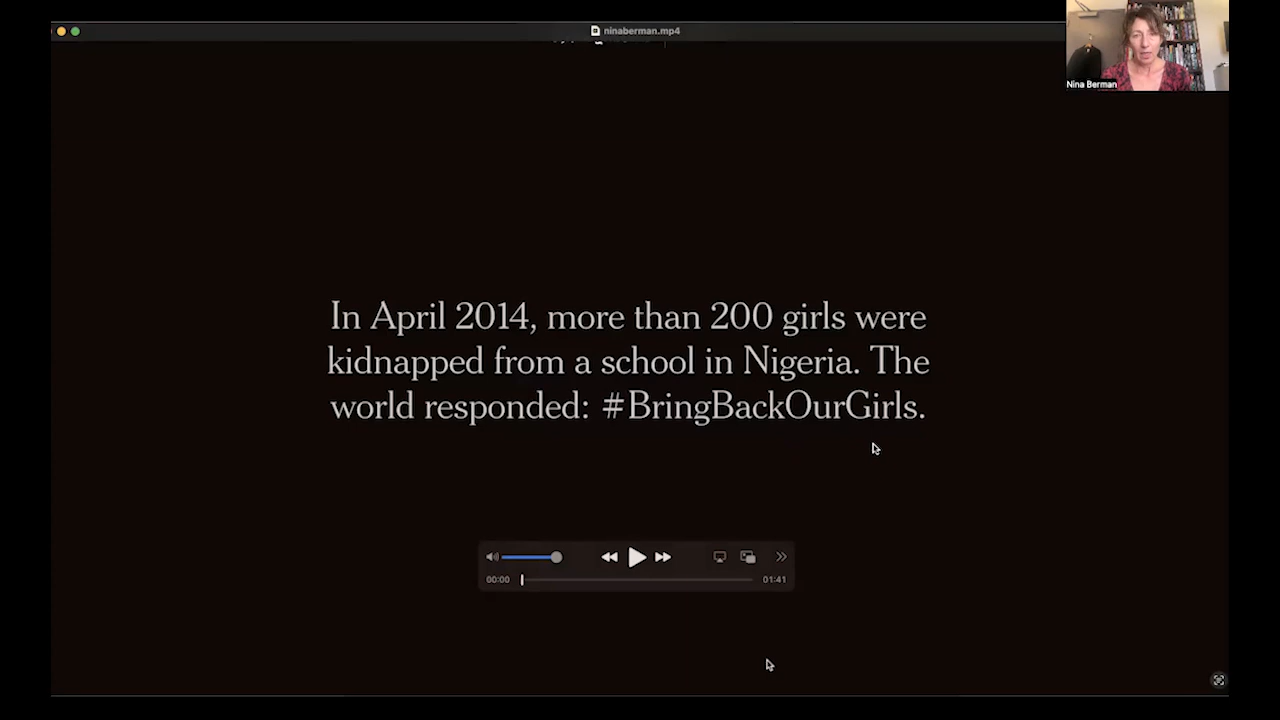 ninaberman.mp4
Nina Berman
In April 2014, more than 200 girls were
kidnapped from a school in Nigeria. The
world responded: #BringBackOurGirls.
00:00
01:41